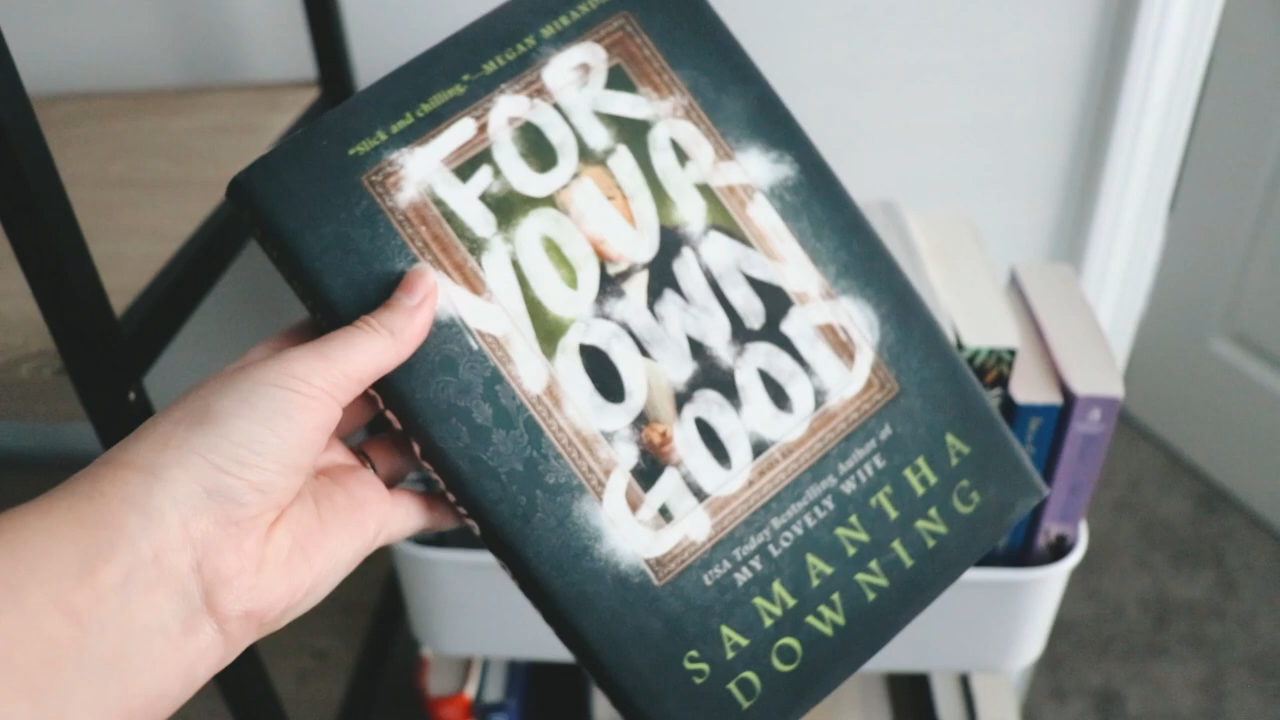 "Slick and chilling."—MEGAN MIRANDA
FOR
YOUR
OWN
GOOD
USA Today Bestselling Author of
MY LOVELY WIFE
SAMANTHA
DOWNING